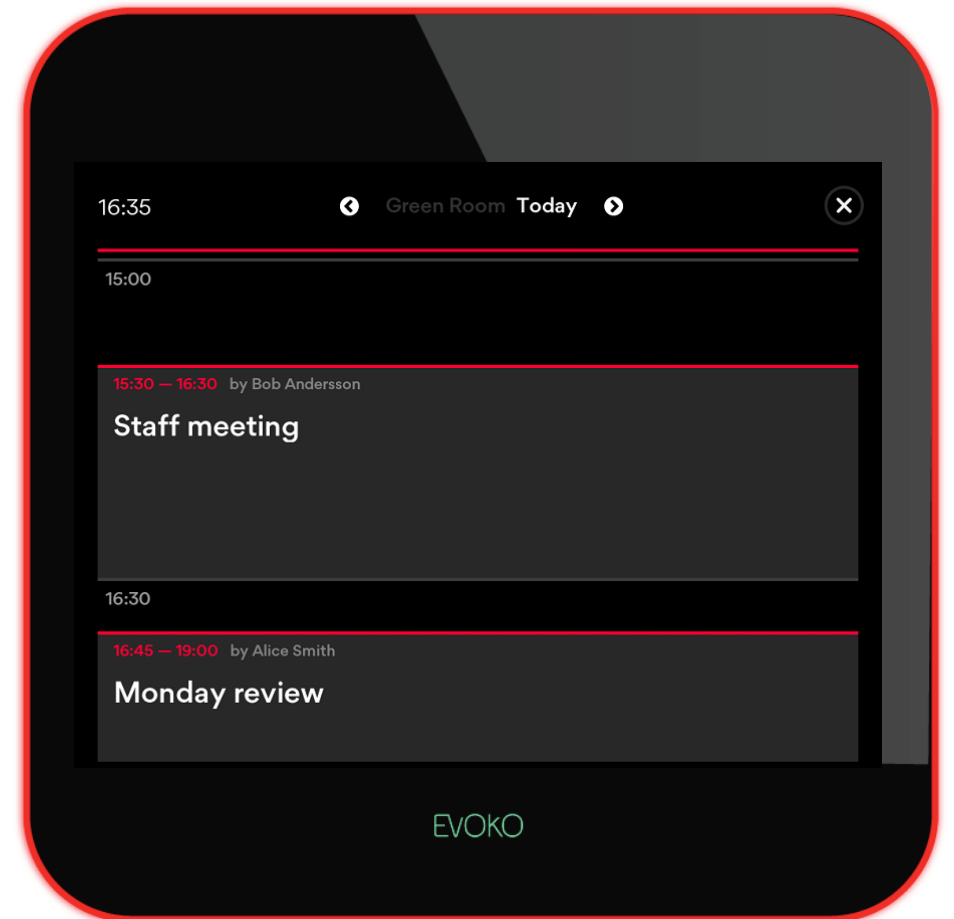 16:35 Green Room Today
15:00
15:30 — 16:30 by Bob Andersson
Staff meeting
16:30
16:45 — 19:00 by Alice Smith
Monday review
EVOKO